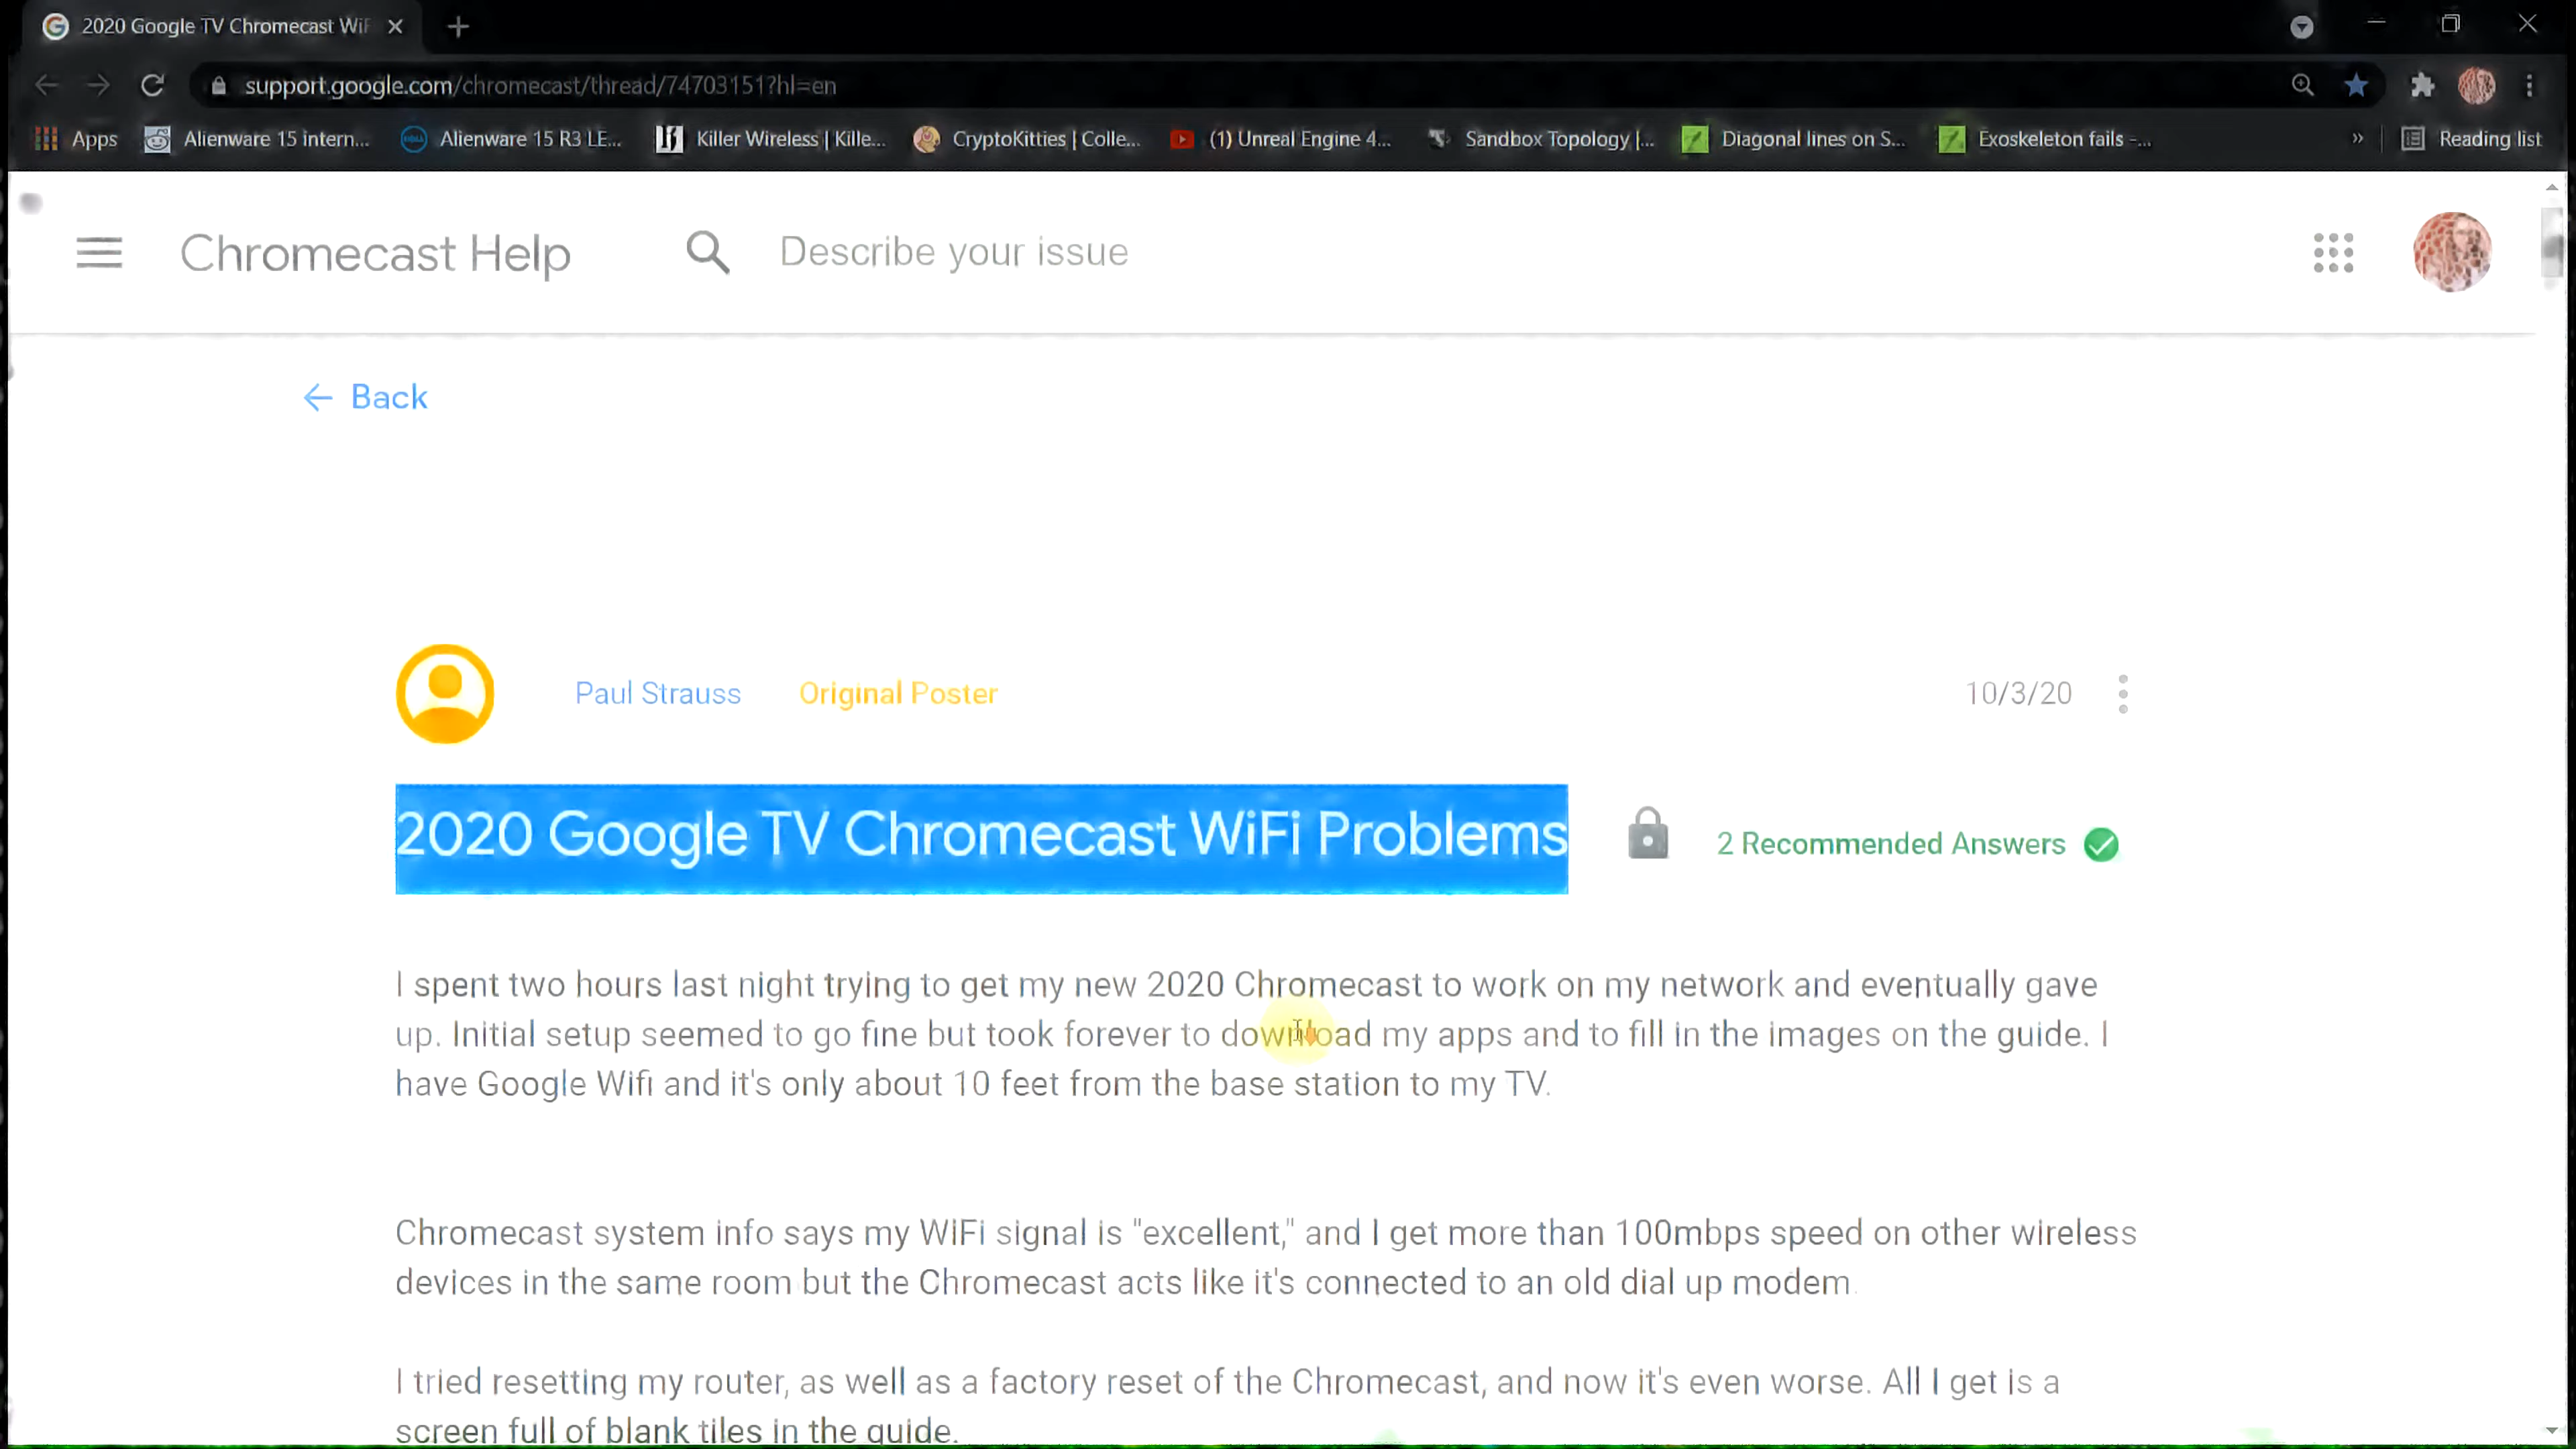 2020 Google TV Chromecast WiF
support.google.com/chromecast/thread/74703151?hl=en
Apps Alienware 15 intern... Alienware 15 R3 LE... Killer Wireless | Kille... CryptoKitties | Colle... (1) Unreal Engine 4... Sandbox Topology |... Diagonal lines on S... Exoskeleton fails -... » Reading list
Chromecast Help Describe your issue
Back
Paul Strauss Original Poster 10/3/20
2020 Google TV Chromecast WiFi Problems 2 Recommended Answers
I spent two hours last night trying to get my new 2020 Chromecast to work on my network and eventually gave
up. Initial setup seemed to go fine but took forever to download my apps and to fill in the images on the guide. I
have Google Wifi and it's only about 10 feet from the base station to my TV.
Chromecast system info says my WiFi signal is "excellent," and I get more than 100mbps speed on other wireless
devices in the same room but the Chromecast acts like it's connected to an old dial up modem.
I tried resetting my router, as well as a factory reset of the Chromecast, and now it's even worse. All I get is a
screen full of blank tiles in the guide.